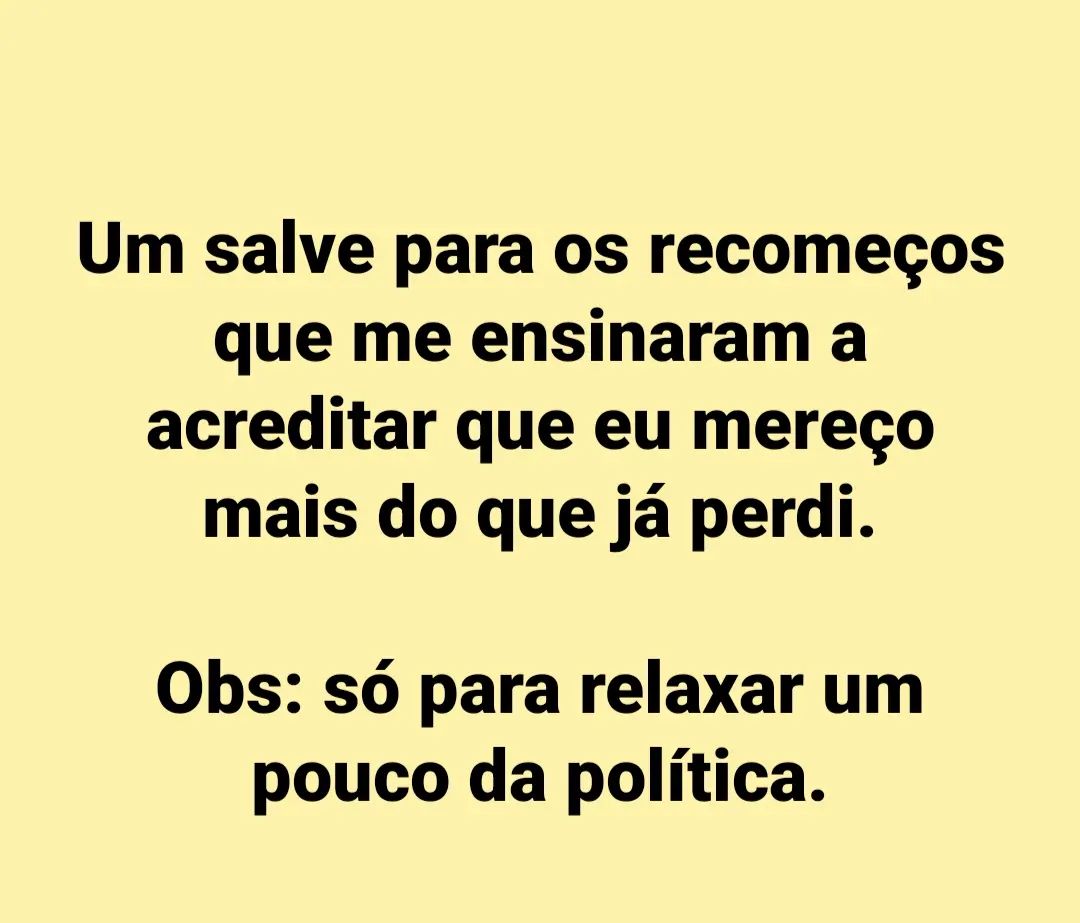 Um salve para os recomeços
que me ensinaram a
acreditar que eu mereço
mais do que já perdi.
Obs: só para relaxar um
pouco da política.